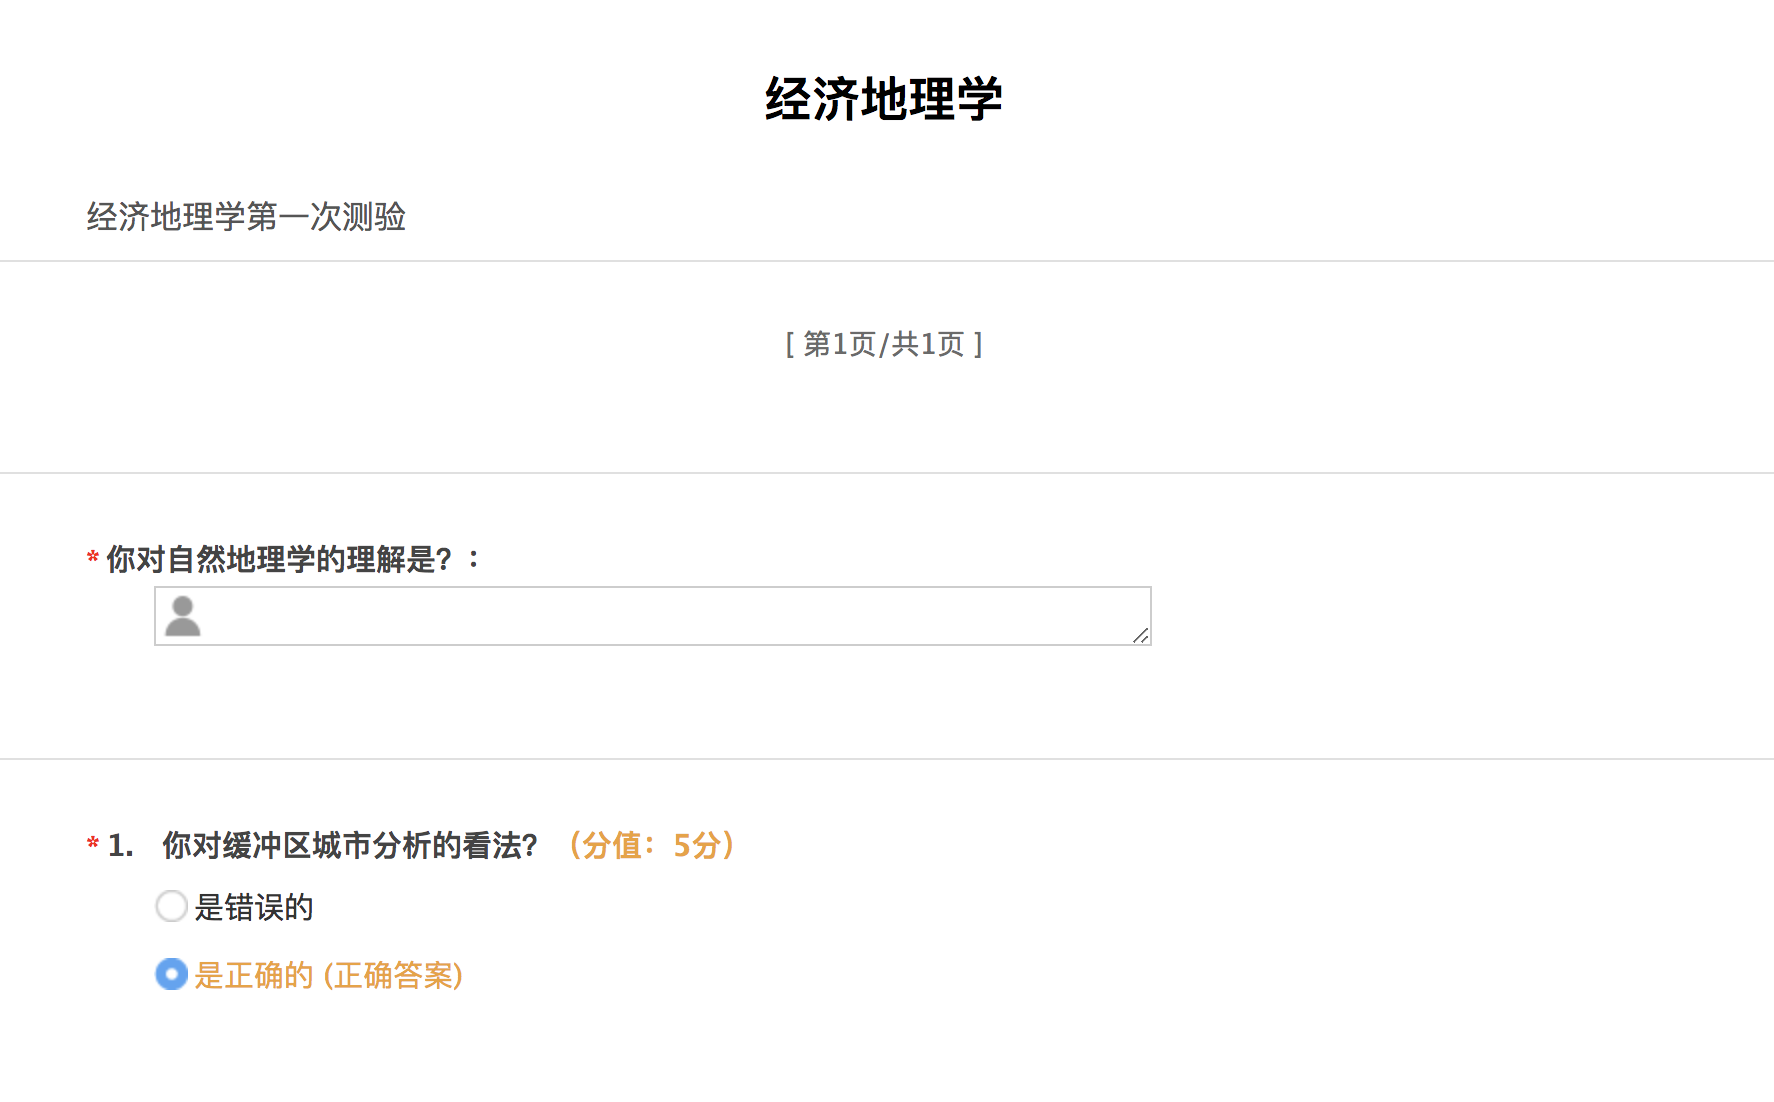 经济地理学
经济地理学第一次测验
[ 第1页/共1页 ]
* 你对自然地理学的理解是? ：
* 1. 你对缓冲区城市分析的看法? （分值：5分）
是错误的
是正确的 (正确答案)